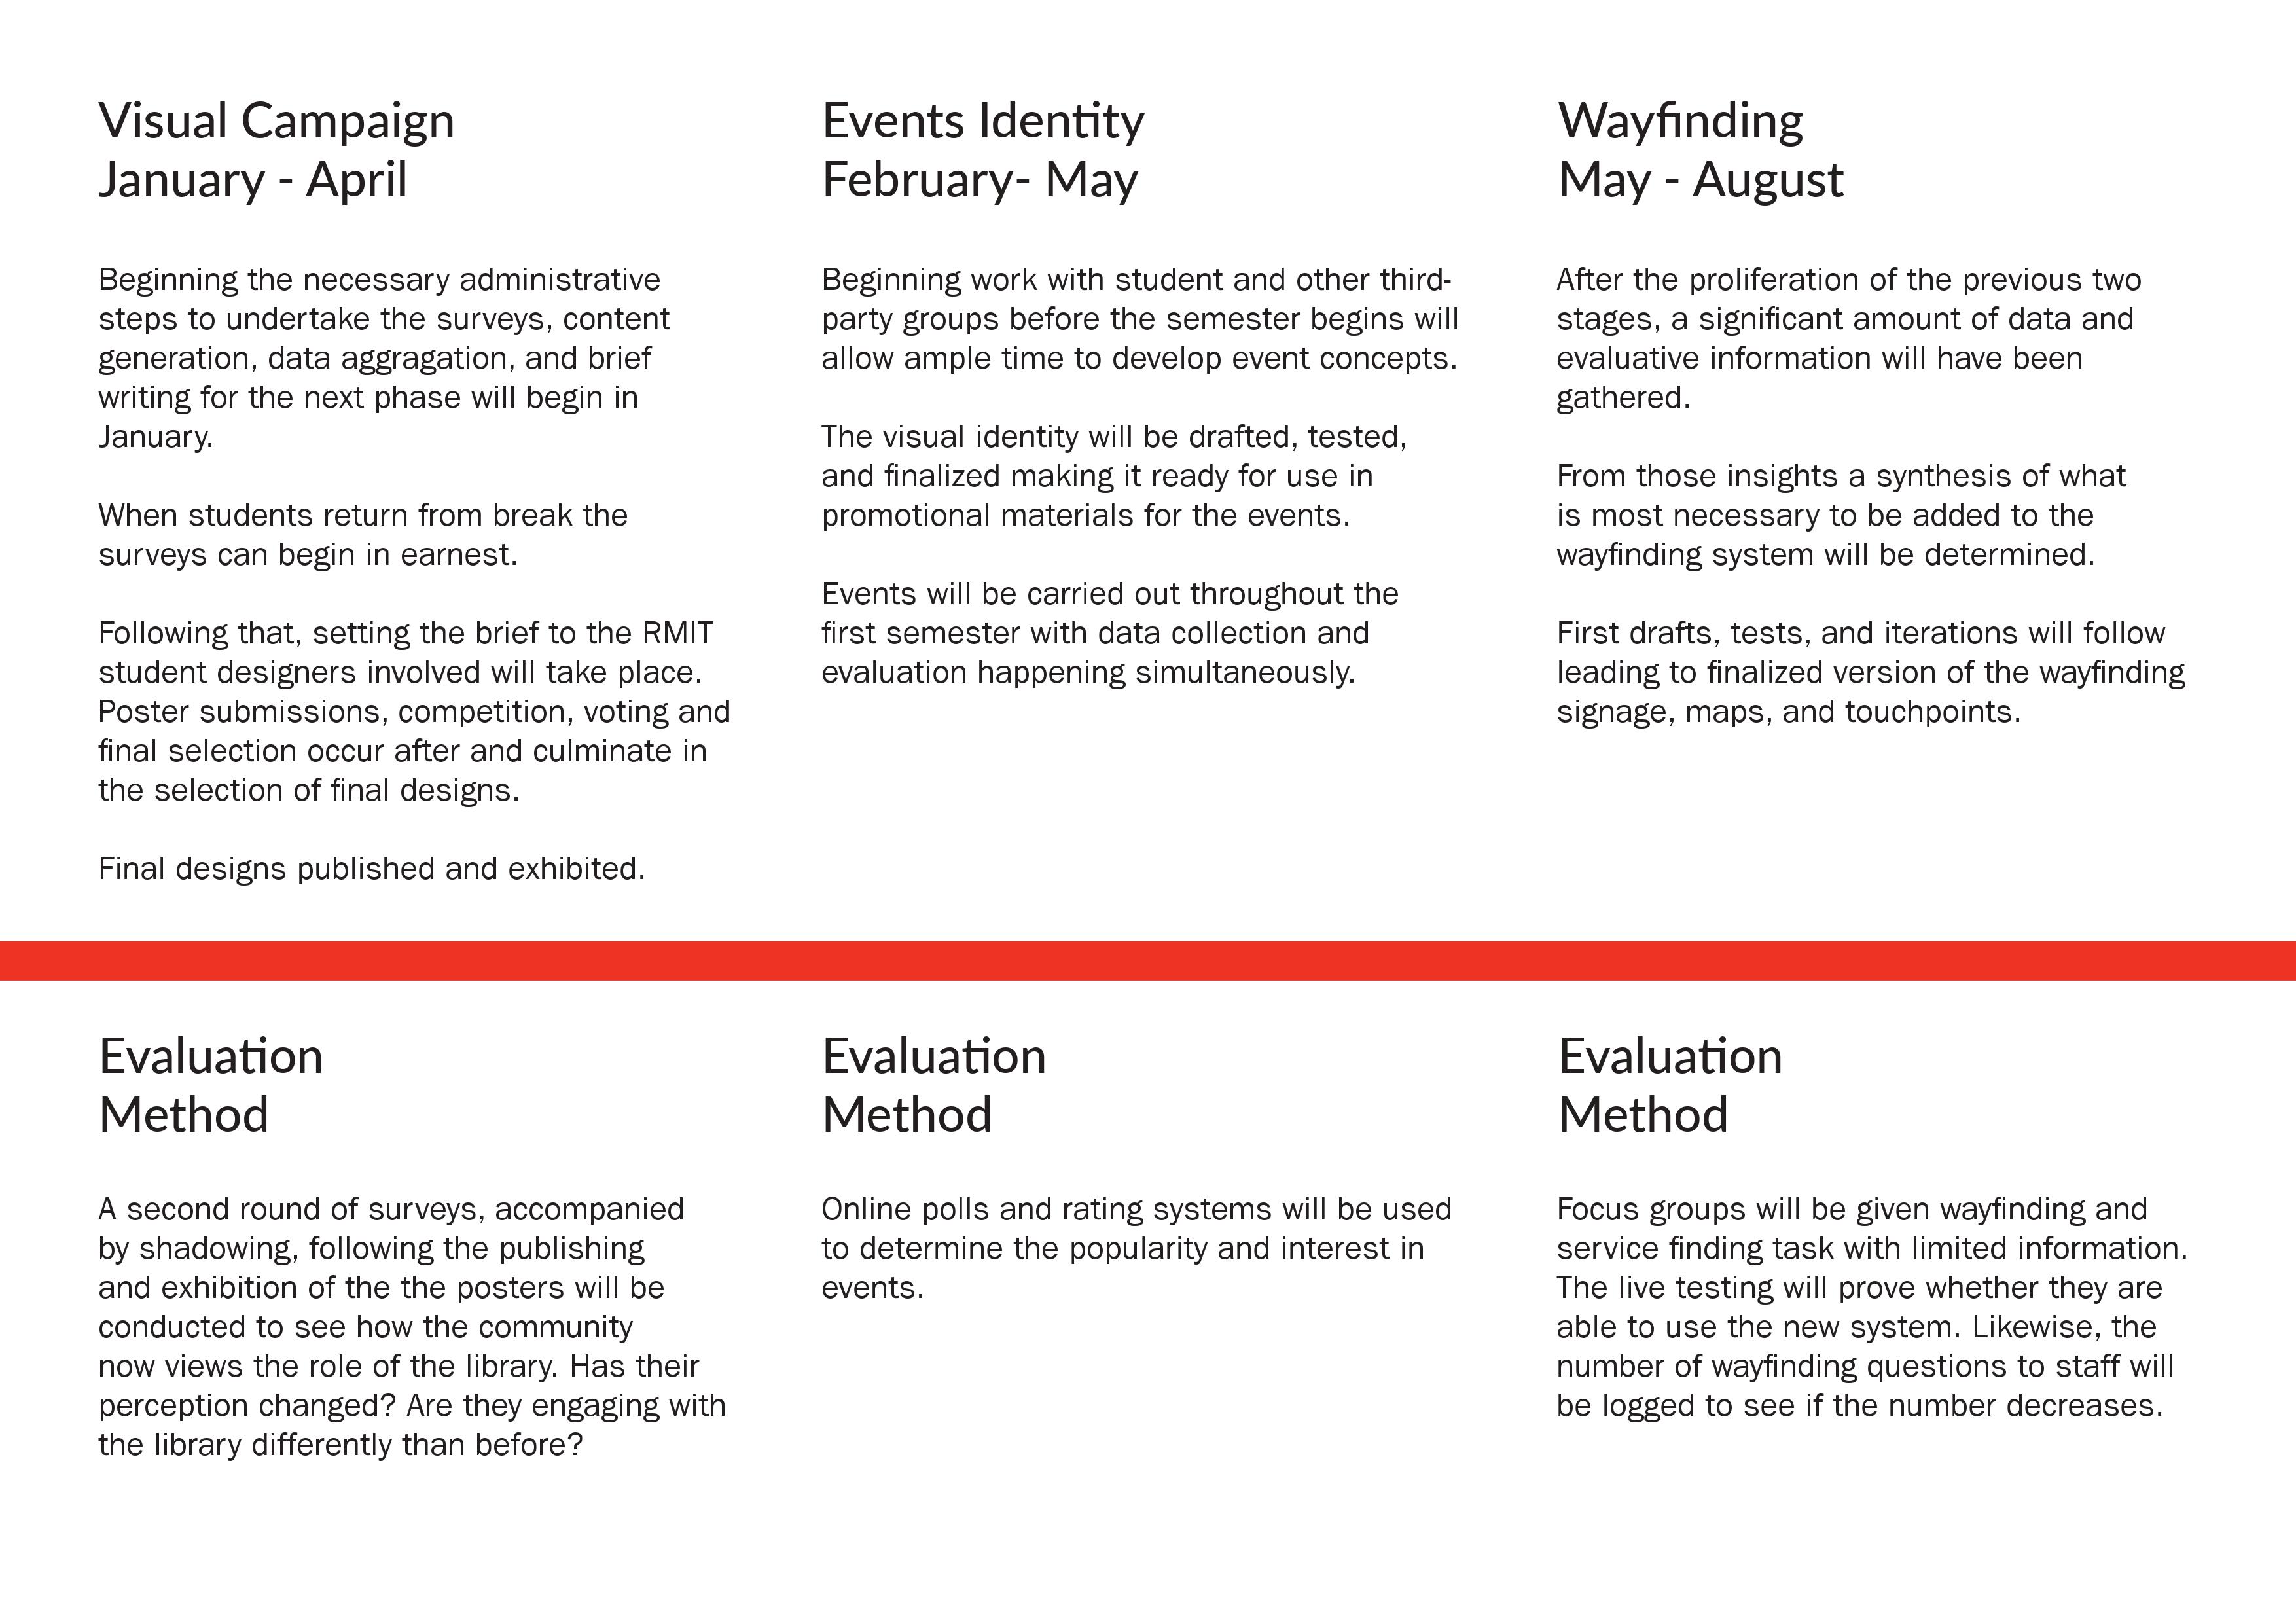 Visual Campaign
January - April
Beginning the necessary administrative
steps to undertake the surveys, content
generation, data aggragation, and brief
writing for the next phase will begin in
January.
When students return from break the
surveys can begin in earnest.
Following that, setting the brief to the RMIT
student designers involved will take place.
Poster submissions, competition, voting and
final selection occur after and culminate in
the selection of final designs.
Final designs published and exhibited.
Events Identity
February- May
Beginning work with student and other third-
party groups before the semester begins will
allow ample time to develop event concepts.
The visual identity will be drafted, tested,
and finalized making it ready for use in
promotional materials for the events.
Events will be carried out throughout the
first semester with data collection and
evaluation happening simultaneously.
Wayfinding
May - August
After the proliferation of the previous two
stages, a significant amount of data and
evaluative information will have been
gathered.
From those insights a synthesis of what
is most necessary to be added to the
wayfinding system will be determined.
First drafts, tests, and iterations will follow
leading to finalized version of the wayfinding
signage, maps, and touchpoints.
Evaluation
Method
A second round of surveys, accompanied
by shadowing, following the publishing
and exhibition of the the posters will be
conducted to see how the community
now views the role of the library. Has their
perception changed? Are they engaging with
the library differently than before?
Evaluation
Method
Online polls and rating systems will be used
to determine the popularity and interest in
events.
Evaluation
Method
Focus groups will be given wayfinding and
service finding task with limited information.
The live testing will prove whether they are
able to use the new system. Likewise, the
number of wayfinding questions to staff will
be logged to see if the number decreases.